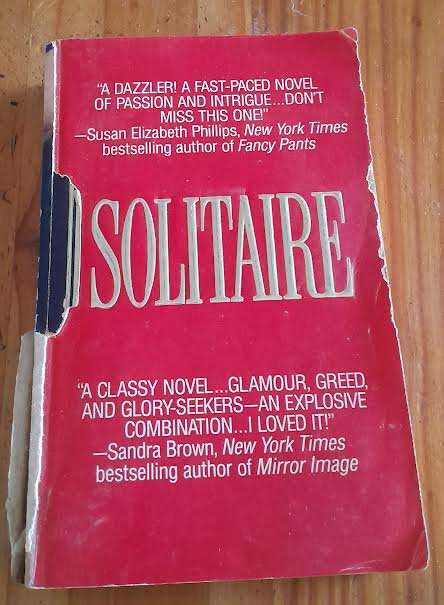 “A DAZZLER! A FAST-PACED NOVEL
OF PASSION AND INTRIGUE...DON'T
MISS THIS ONE!”
—Susan Elizabeth Phillips, New York Times
bestselling author of Fancy Pants
SOLITAIRE
“A CLASSY NOVEL...GLAMOUR, GREED,
AND GLORY-SEEKERS—AN EXPLOSIVE
COMBINATION...I LOVED IT!”
—Sandra Brown, New York Times
bestselling author of Mirror Image